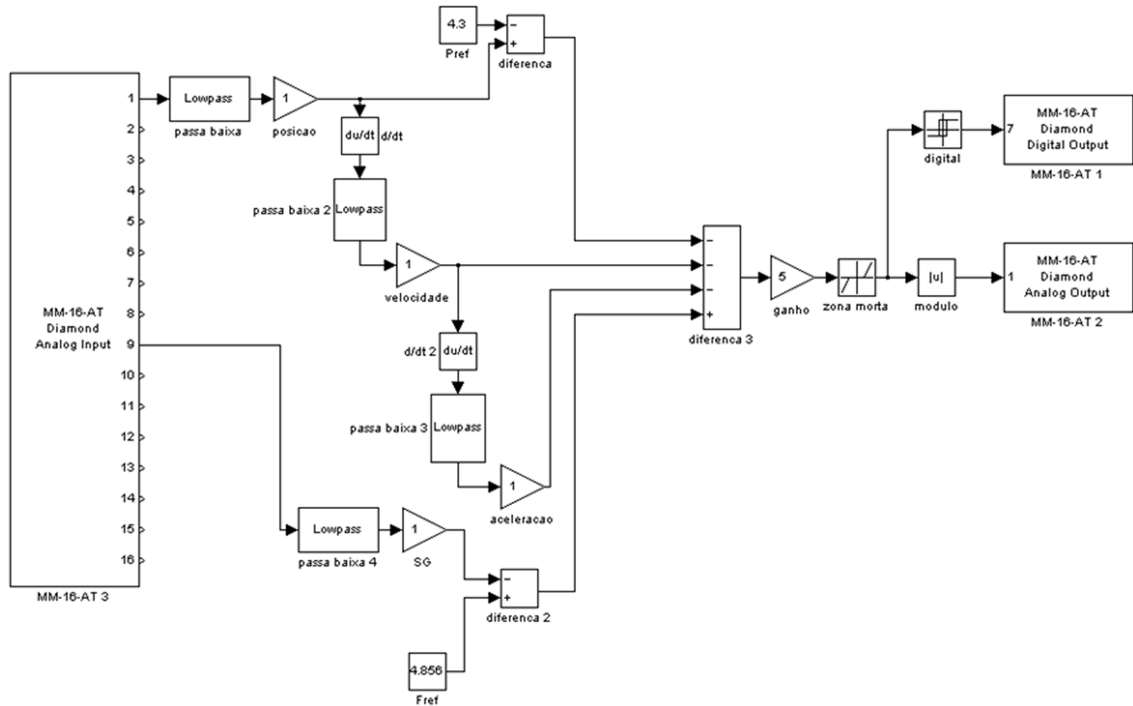 4.3
Pref
diferenca
MM-16-AT
Diamond
Analog Input
1
2
3
4
5
6
7
8
9
10
11
12
13
14
15
16
MM-16-AT 3
Lowpass
passa baixa
1
posicao
du/dt
d/dt
Lowpass
passa baixa 2
1
velocidade
d/dt 2
du/dt
Lowpass
passa baixa 3
1
aceleracao
Lowpass
passa baixa 4
1
SG
diferenca 2
4.856
Fref
diferenca 3
5
ganho
zona morta
digital
7
MM-16-AT
Diamond
Digital Output
MM-16-AT 1
|u|
modulo
1
MM-16-AT
Diamond
Analog Output
MM-16-AT 2